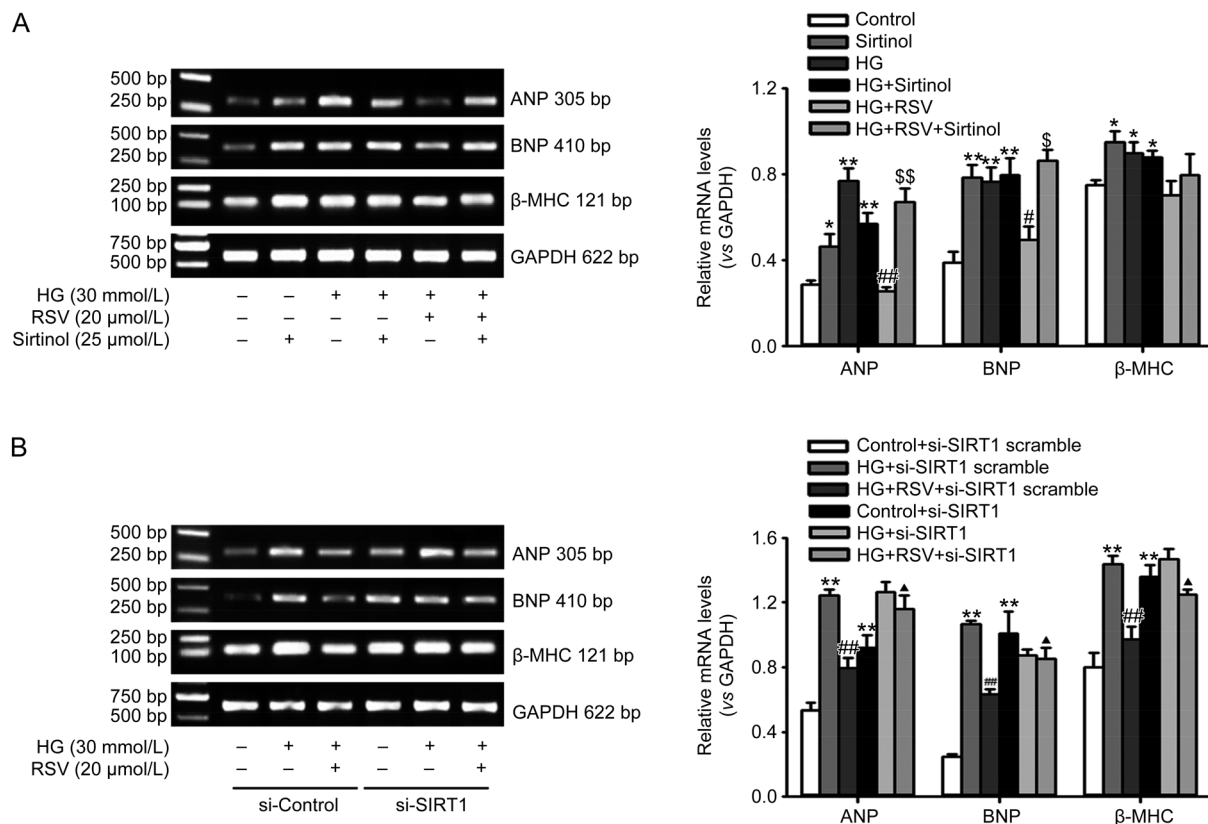 A
500 bp
250 bp
ANP 305 bp
500 bp
250 bp
BNP 410 bp
250 bp
100 bp
β-MHC 121 bp
750 bp
500 bp
GAPDH 622 bp
HG (30 mmol/L) – – + + + +
RSV (20 μmol/L) – – – – + +
Sirtinol (25 μmol/L) – + – + – +
Control
Sirtinol
HG
HG+Sirtinol
HG+RSV
HG+RSV+Sirtinol
Relative mRNA levels
(vs GAPDH)
1.2
0.8
0.4
0.0
* ** ** ## $$
** ** ** # $
* * *
ANP BNP β-MHC
B
500 bp
250 bp
ANP 305 bp
500 bp
250 bp
BNP 410 bp
250 bp
100 bp
β-MHC 121 bp
750 bp
500 bp
GAPDH 622 bp
HG (30 mmol/L) – + + – + +
RSV (20 μmol/L) – – + – – +
si-Control si-SIRT1
Control+si-SIRT1 scramble
HG+si-SIRT1 scramble
HG+RSV+si-SIRT1 scramble
Control+si-SIRT1
HG+si-SIRT1
HG+RSV+si-SIRT1
Relative mRNA levels
(vs GAPDH)
1.6
1.2
0.8
0.4
0.0
** ## ** ▲
** ## ** ▲
** ## ** ▲
ANP BNP β-MHC